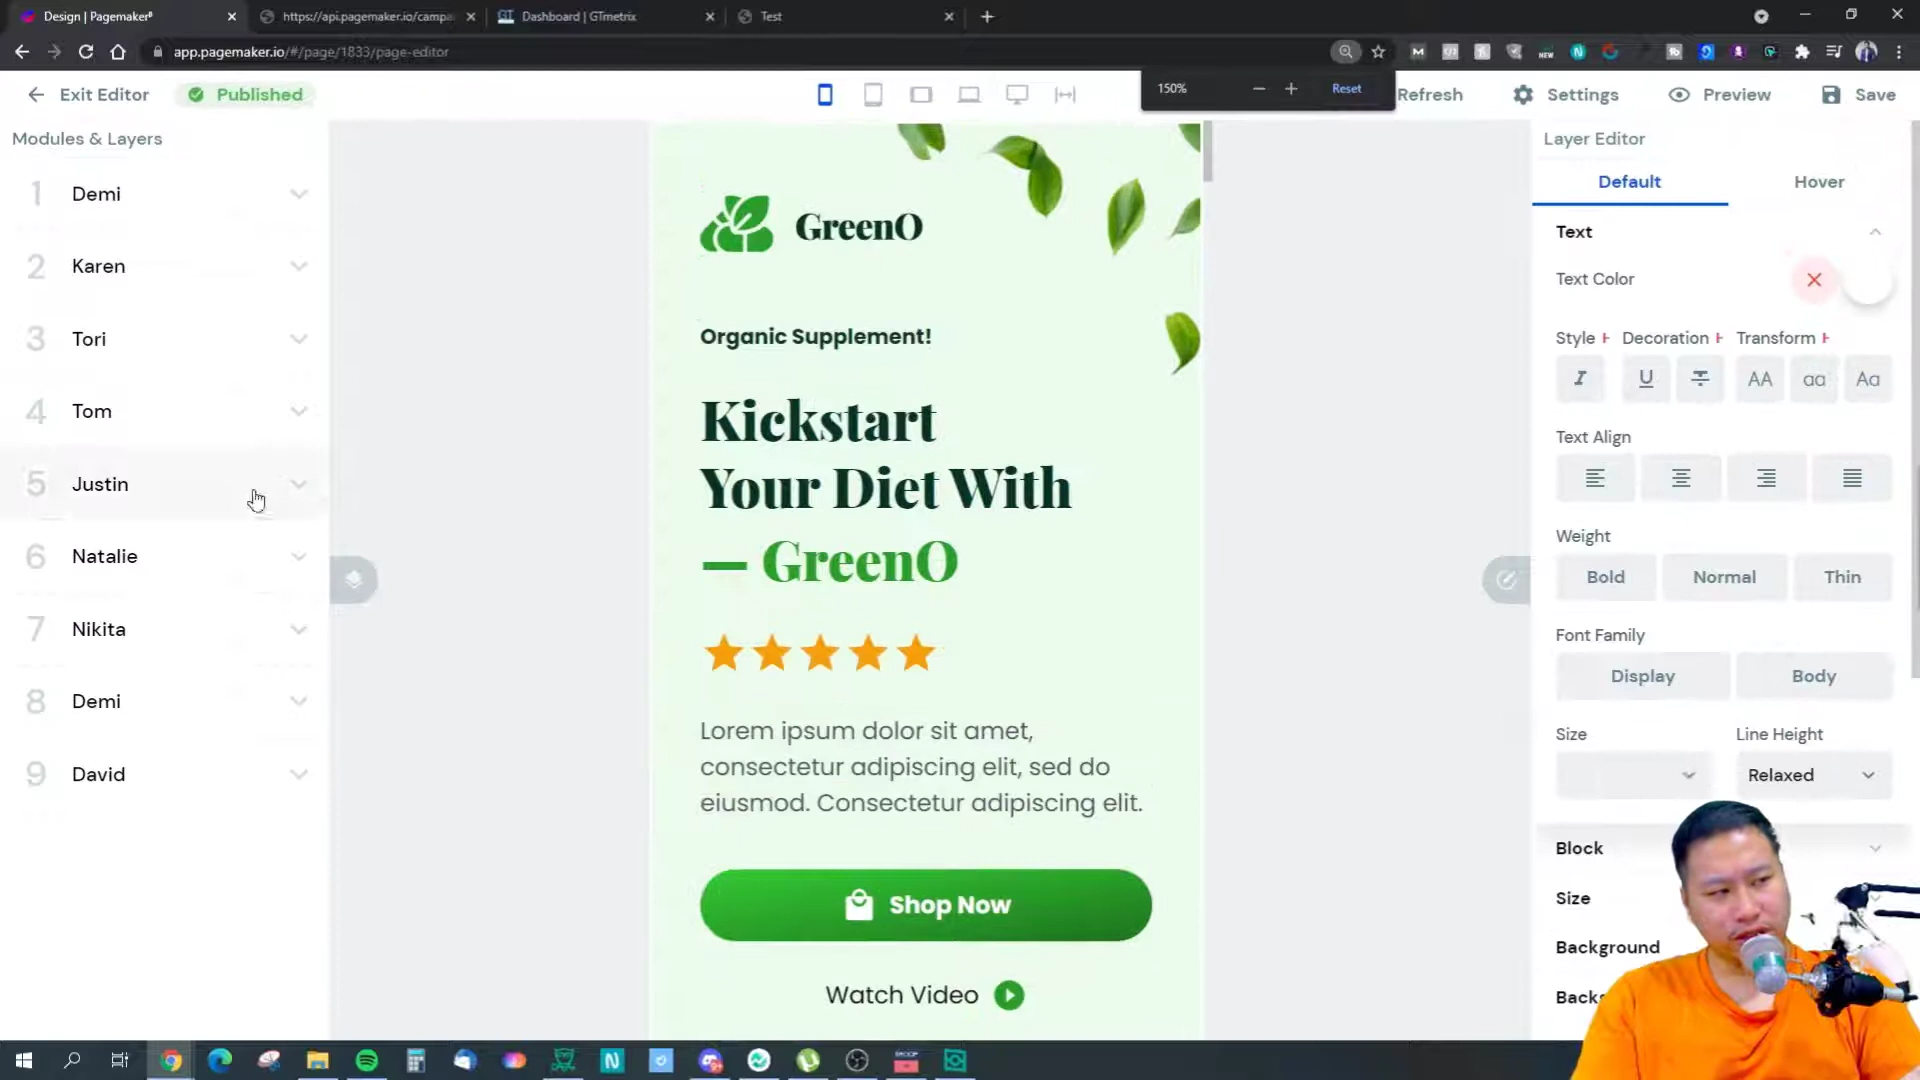 Design | Pagemaker®
https://api.pagemaker.io/campa
Dashboard | GTmetrix
Test
app.pagemaker.io/#/page/1833/page-editor
Exit Editor
Published
150%
Reset
Refresh
Settings
Preview
Save
Modules & Layers
1 Demi
2 Karen
3 Tori
4 Tom
5 Justin
6 Natalie
7 Nikita
8 Demi
9 David
GreenO
Organic Supplement!
Kickstart
Your Diet With
— GreenO
Lorem ipsum dolor sit amet,
consectetur adipiscing elit, sed do
eiusmod. Consectetur adipiscing elit.
Shop Now
Watch Video
Layer Editor
Default
Hover
Text
Text Color
Style
Decoration
Transform
I
U
T
AA
aa
Aa
Text Align
Weight
Bold
Normal
Thin
Font Family
Display
Body
Size
Line Height
Relaxed
Block
Size
Background